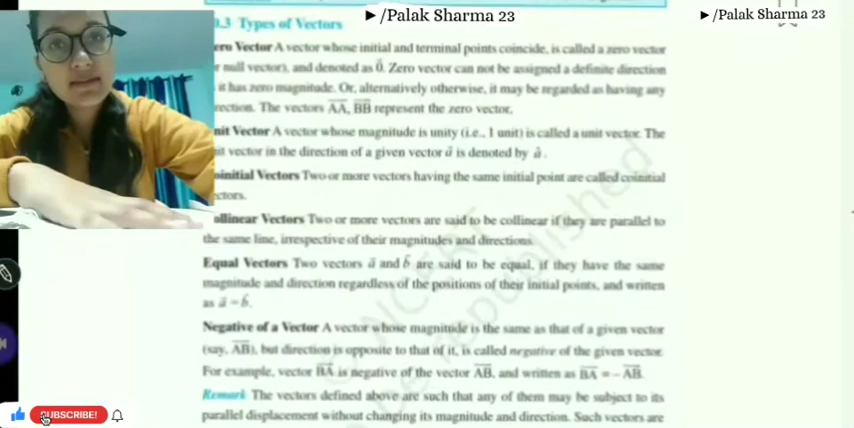 ▶/Palak Sharma 23
▶/Palak Sharma 23
.3 Types of Vectors
ero Vector A vector whose initial and terminal points coincide, is called a zero vector
r null vector), and denoted as 0⃗. Zero vector can not be assigned a definite direction
it has zero magnitude. Or, alternatively otherwise, it may be regarded as having any
rection. The vectors A͞A͞, B͞B͞ represent the zero vector.
nit Vector A vector whose magnitude is unity (i.e., 1 unit) is called a unit vector. The
it vector in the direction of a given vector a⃗ is denoted by â.
oinitial Vectors Two or more vectors having the same initial point are called coinitial
ectors.
ollinear Vectors Two or more vectors are said to be collinear if they are parallel to
the same line, irrespective of their magnitudes and directions.
Equal Vectors Two vectors a⃗ and b⃗ are said to be equal, if they have the same
magnitude and direction regardless of the positions of their initial points, and written
as a⃗ = b⃗.
Negative of a Vector A vector whose magnitude is the same as that of a given vector
(say, A͞B͞), but direction is opposite to that of it, is called negative of the given vector.
For example, vector B͞A͞ is negative of the vector A͞B͞, and written as B͞A͞ = – A͞B͞.
Remark The vectors defined above are such that any of them may be subject to its
parallel displacement without changing its magnitude and direction. Such vectors are
SUBSCRIBE!